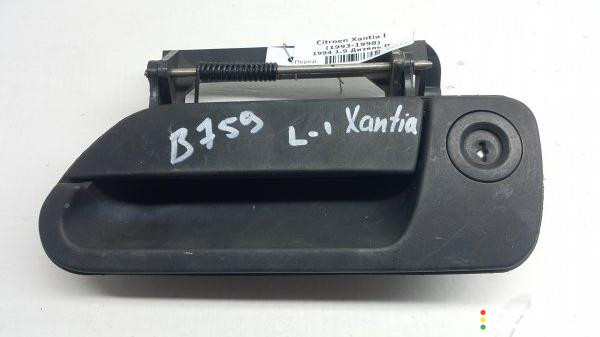 Citroen Xantia I
(1993-1998)
1994 1.9 Дизель
Перед.
B759 L-1 Xantia